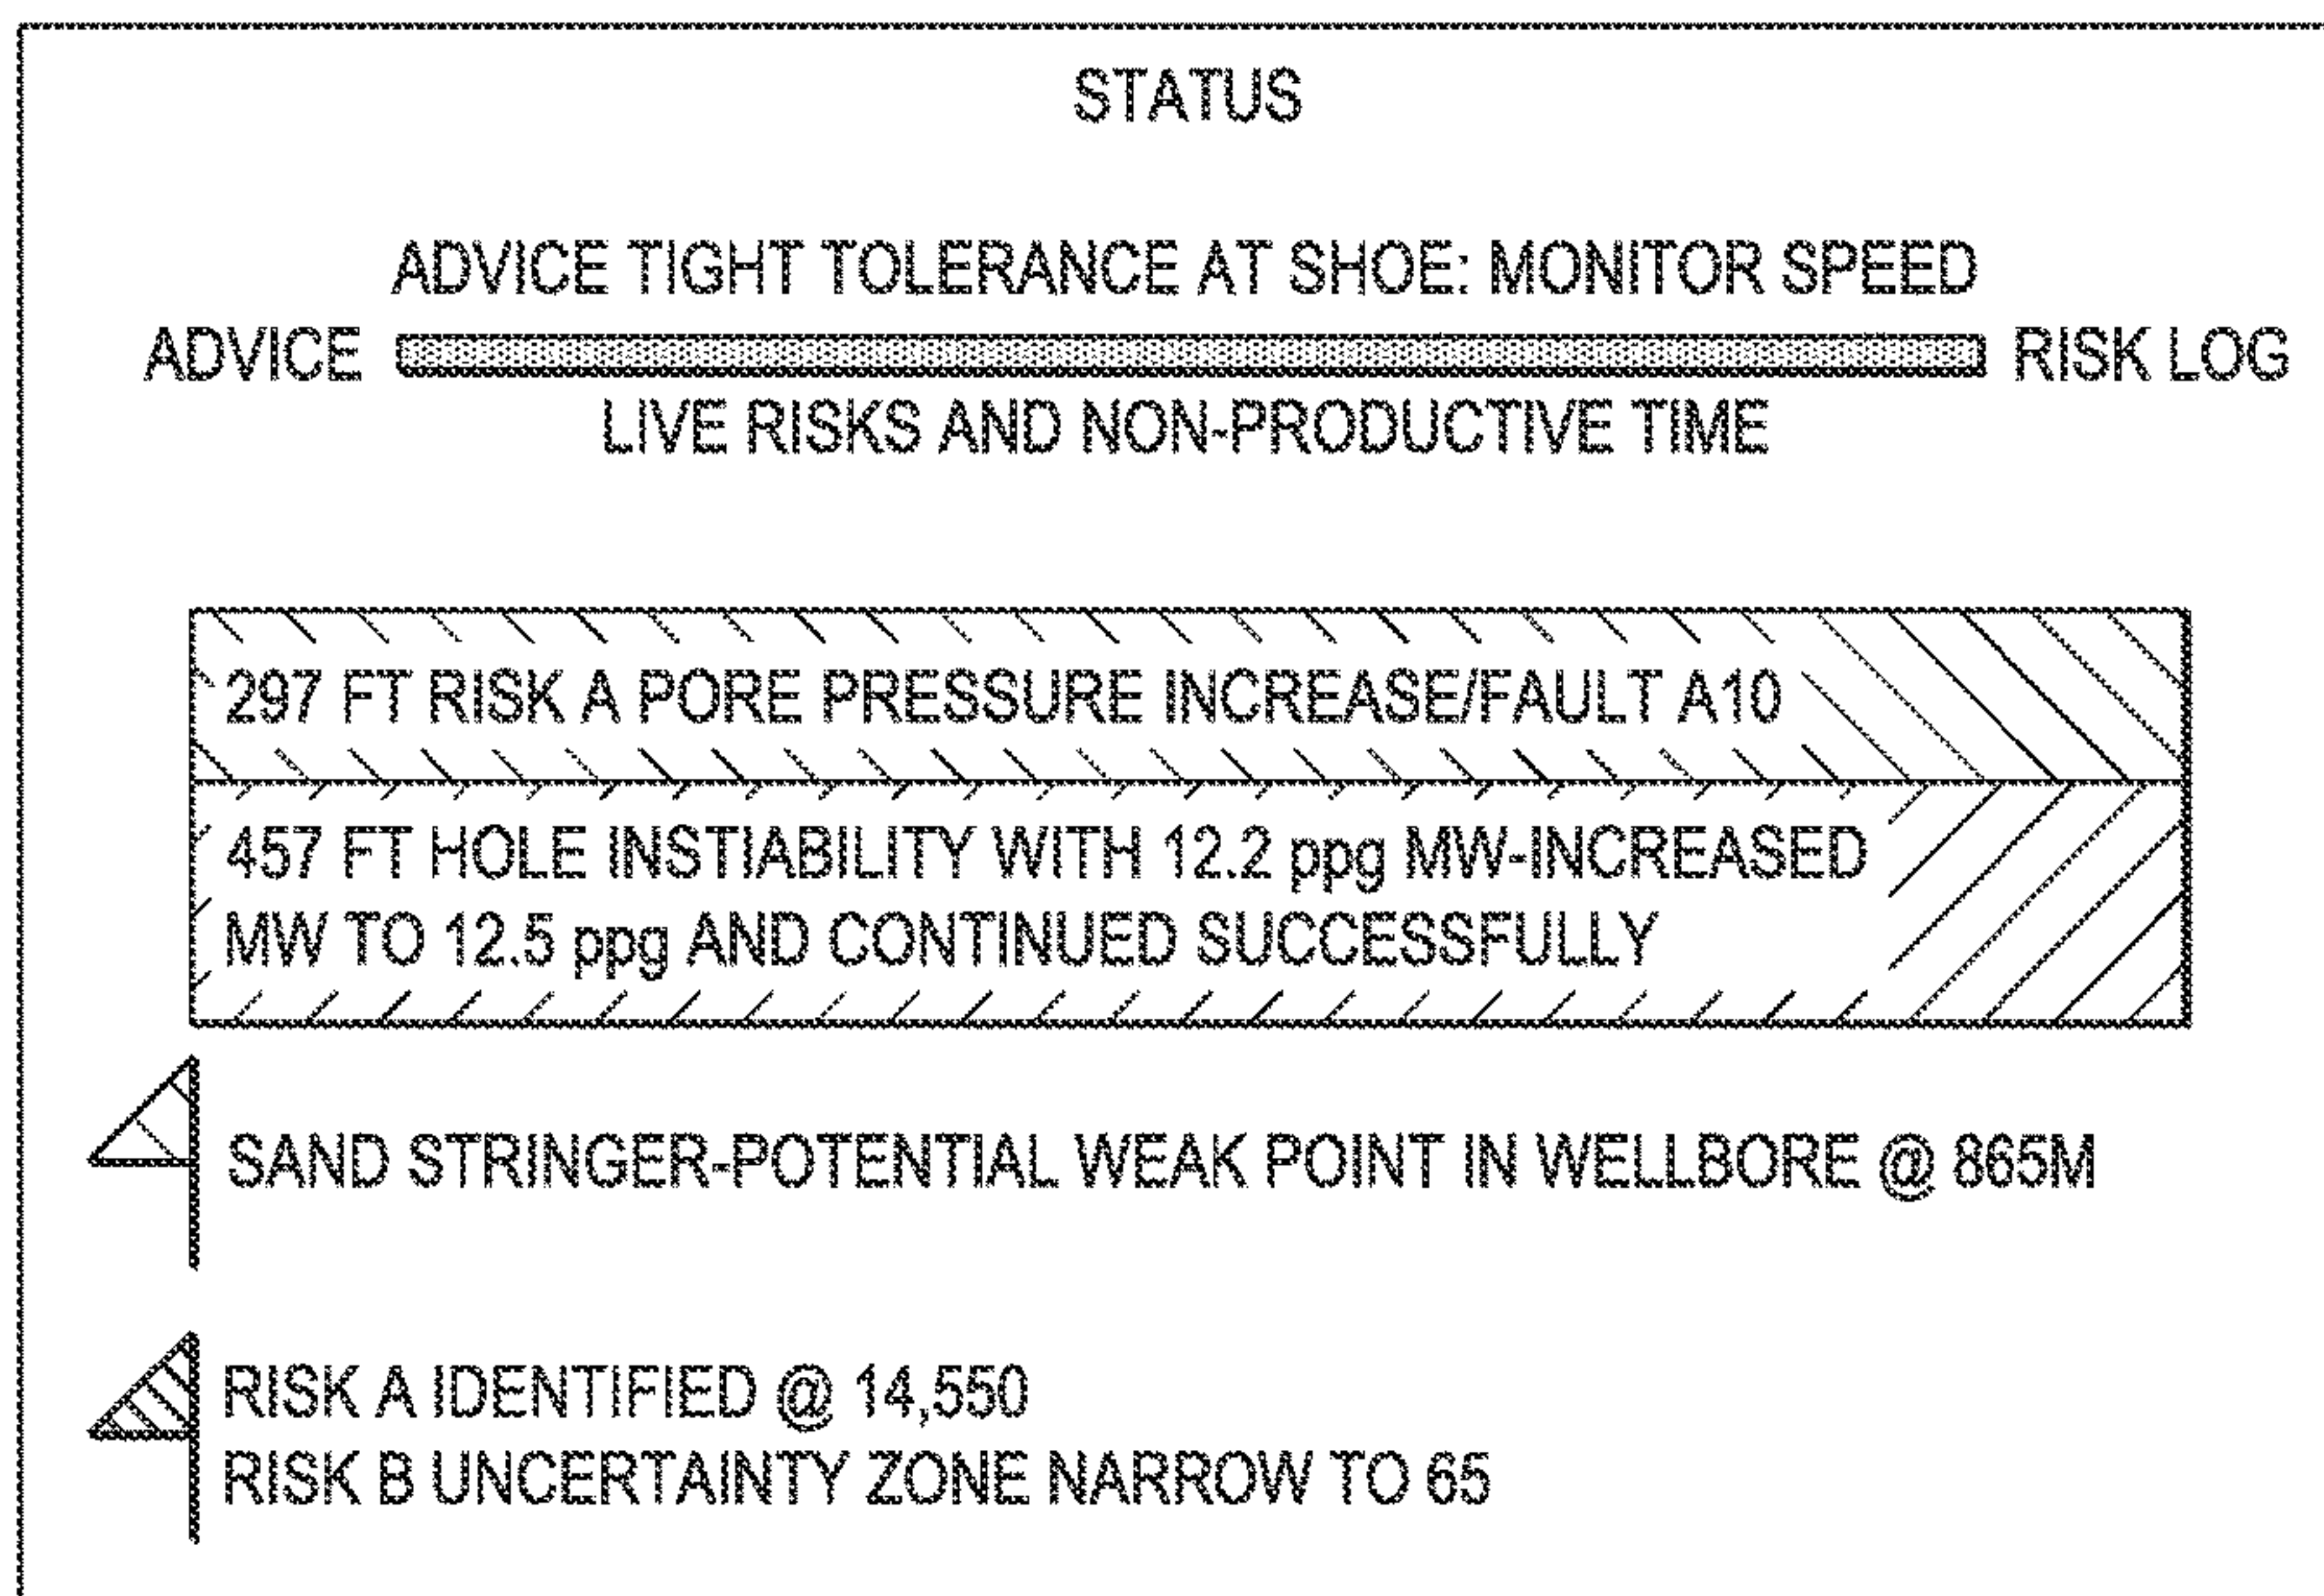 STATUS
ADVICE TIGHT TOLERANCE AT SHOE: MONITOR SPEED
ADVICE RISK LOG
LIVE RISKS AND NON-PRODUCTIVE TIME
297 FT RISK A PORE PRESSURE INCREASE/FAULT A10
457 FT HOLE INSTIABILITY WITH 12.2 ppg MW-INCREASED
MW TO 12.5 ppg AND CONTINUED SUCCESSFULLY
SAND STRINGER-POTENTIAL WEAK POINT IN WELLBORE @ 865M
RISK A IDENTIFIED @ 14,550
RISK B UNCERTAINTY ZONE NARROW TO 65